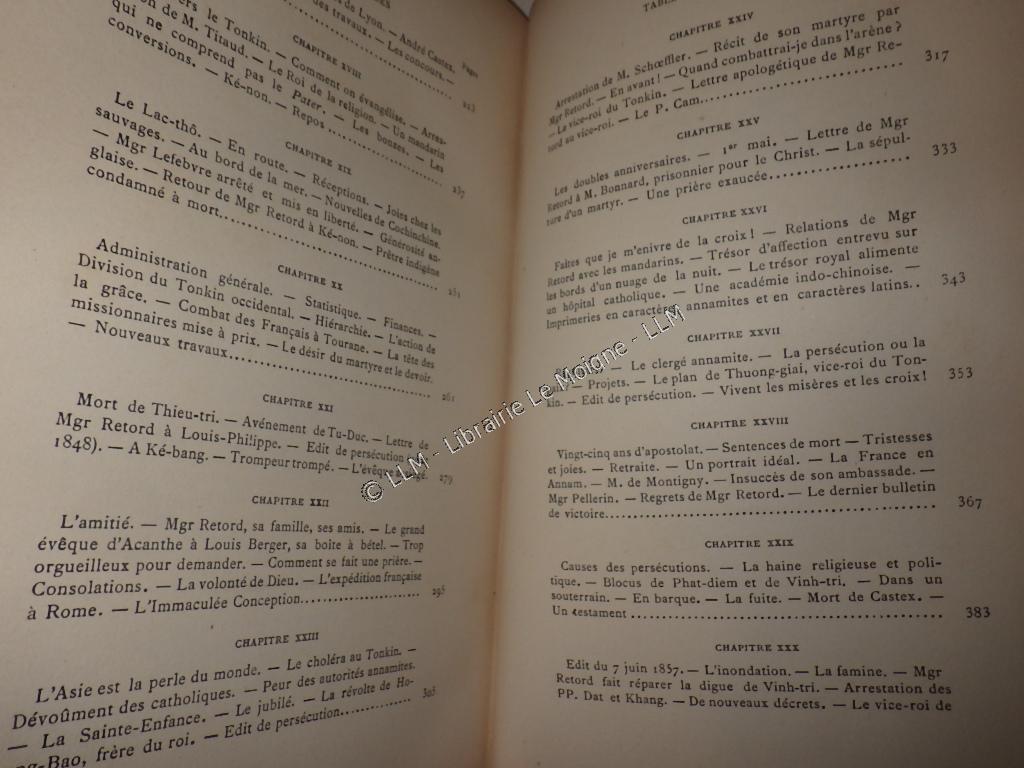 de Lyon. — André Castex. Pages
des travaux. — Les concours. —
223
CHAPITRE XVIII
le Tonkin. — Comment on évangélise. — Arres-
de M. Titaud. — Le Roi de la religion. — Un mandarin
qui ne comprend pas le Pater. — Les bonzes. — Les
conversions. — Ké-non. — Repos
237
CHAPITRE XIX
Le Lac-thô. — En route. — Réceptions. — Joies chez les
sauvages. — Au bord de la mer. — Nouvelles de Cochinchine.
— Mgr Lefebvre arrêté et mis en liberté. — Générosité an-
glaise. — Retour de Mgr Retord à Ké-non. — Prêtre indigène
condamné à mort
CHAPITRE XX
Administration générale. — Statistique. — Finances. —
Division du Tonkin occidental. — Hiérarchie. — L'action de
la grâce. — Combat des Français à Tourane. — La tête des
missionnaires mise à prix. — Le désir du martyre et le devoir.
— Nouveaux travaux
261
CHAPITRE XXI
Mort de Thieu-tri. — Avénement de Tu-Duc. — Lettre de
Mgr Retord à Louis-Philippe. — Edit de persécution
1848). — A Ké-bang. — Trompeur trompé. — L'évêque
279
CHAPITRE XXII
L'amitié. — Mgr Retord, sa famille, ses amis. — Le grand
évêque d'Acanthe à Louis Berger, sa boîte à bétel. — Trop
orgueilleux pour demander. — Comment se fait une prière. —
Consolations. — La volonté de Dieu. — L'expédition française
à Rome. — L'Immaculée Conception 295
CHAPITRE XXIII
L'Asie est la perle du monde. — Le choléra au Tonkin. —
Dévoûment des catholiques. — Peur des autorités annamites.
— La Sainte-Enfance. — Le jubilé. — La révolte de Ho-
ng-Bao, frère du roi. — Edit de persécution
305
TABLE
CHAPITRE XXIV
Arrestation de M. Schœffler. — Récit de son martyre par
Mgr Retord. — En avant ! — Quand combattrai-je dans l'arène ?
— La vice-roi du Tonkin. — Lettre apologétique de Mgr Re-
tord au vice-roi. — Le P. Cam 317
CHAPITRE XXV
Les doubles anniversaires. — 1er mai. — Lettre de Mgr
Retord à M. Bonnard, prisonnier pour le Christ. — La sépul-
ture d'un martyr. — Une prière exaucée 333
CHAPITRE XXVI
Faites que je m'enivre de la croix ! — Relations de Mgr
Retord avec les mandarins. — Trésor d'affection entrevu sur
les bords d'un nuage de la nuit. — Le trésor royal alimente
un hôpital catholique. — Une académie indo-chinoise. —
Imprimeries en caractères annamites et en caractères latins.. 343
CHAPITRE XXVII
— Le clergé annamite. — La persécution ou la
— Projets. — Le plan de Thuong-giai, vice-roi du Ton-
kin. — Edit de persécution. — Vivent les misères et les croix ! 353
CHAPITRE XXVIII
Vingt-cinq ans d'apostolat. — Sentences de mort — Tristesses
et joies. — Retraite. — Un portrait idéal. — La France en
Annam. — M. de Montigny. — Insuccès de son ambassade. —
Mgr Pellerin. — Regrets de Mgr Retord. — Le dernier bulletin
de victoire 367
CHAPITRE XXIX
Causes des persécutions. — La haine religieuse et poli-
tique. — Blocus de Phat-diem et de Vinh-tri. — Dans un
souterrain. — En barque. — La fuite. — Mort de Castex. —
Un testament 383
CHAPITRE XXX
Edit du 7 juin 1857. — L'inondation. — La famine. — Mgr
Retord fait réparer la digue de Vinh-tri. — Arrestation des
PP. Dat et Khang. — De nouveaux décrets. — Le vice-roi de
© LLM - Librairie Le Moigne - LLM